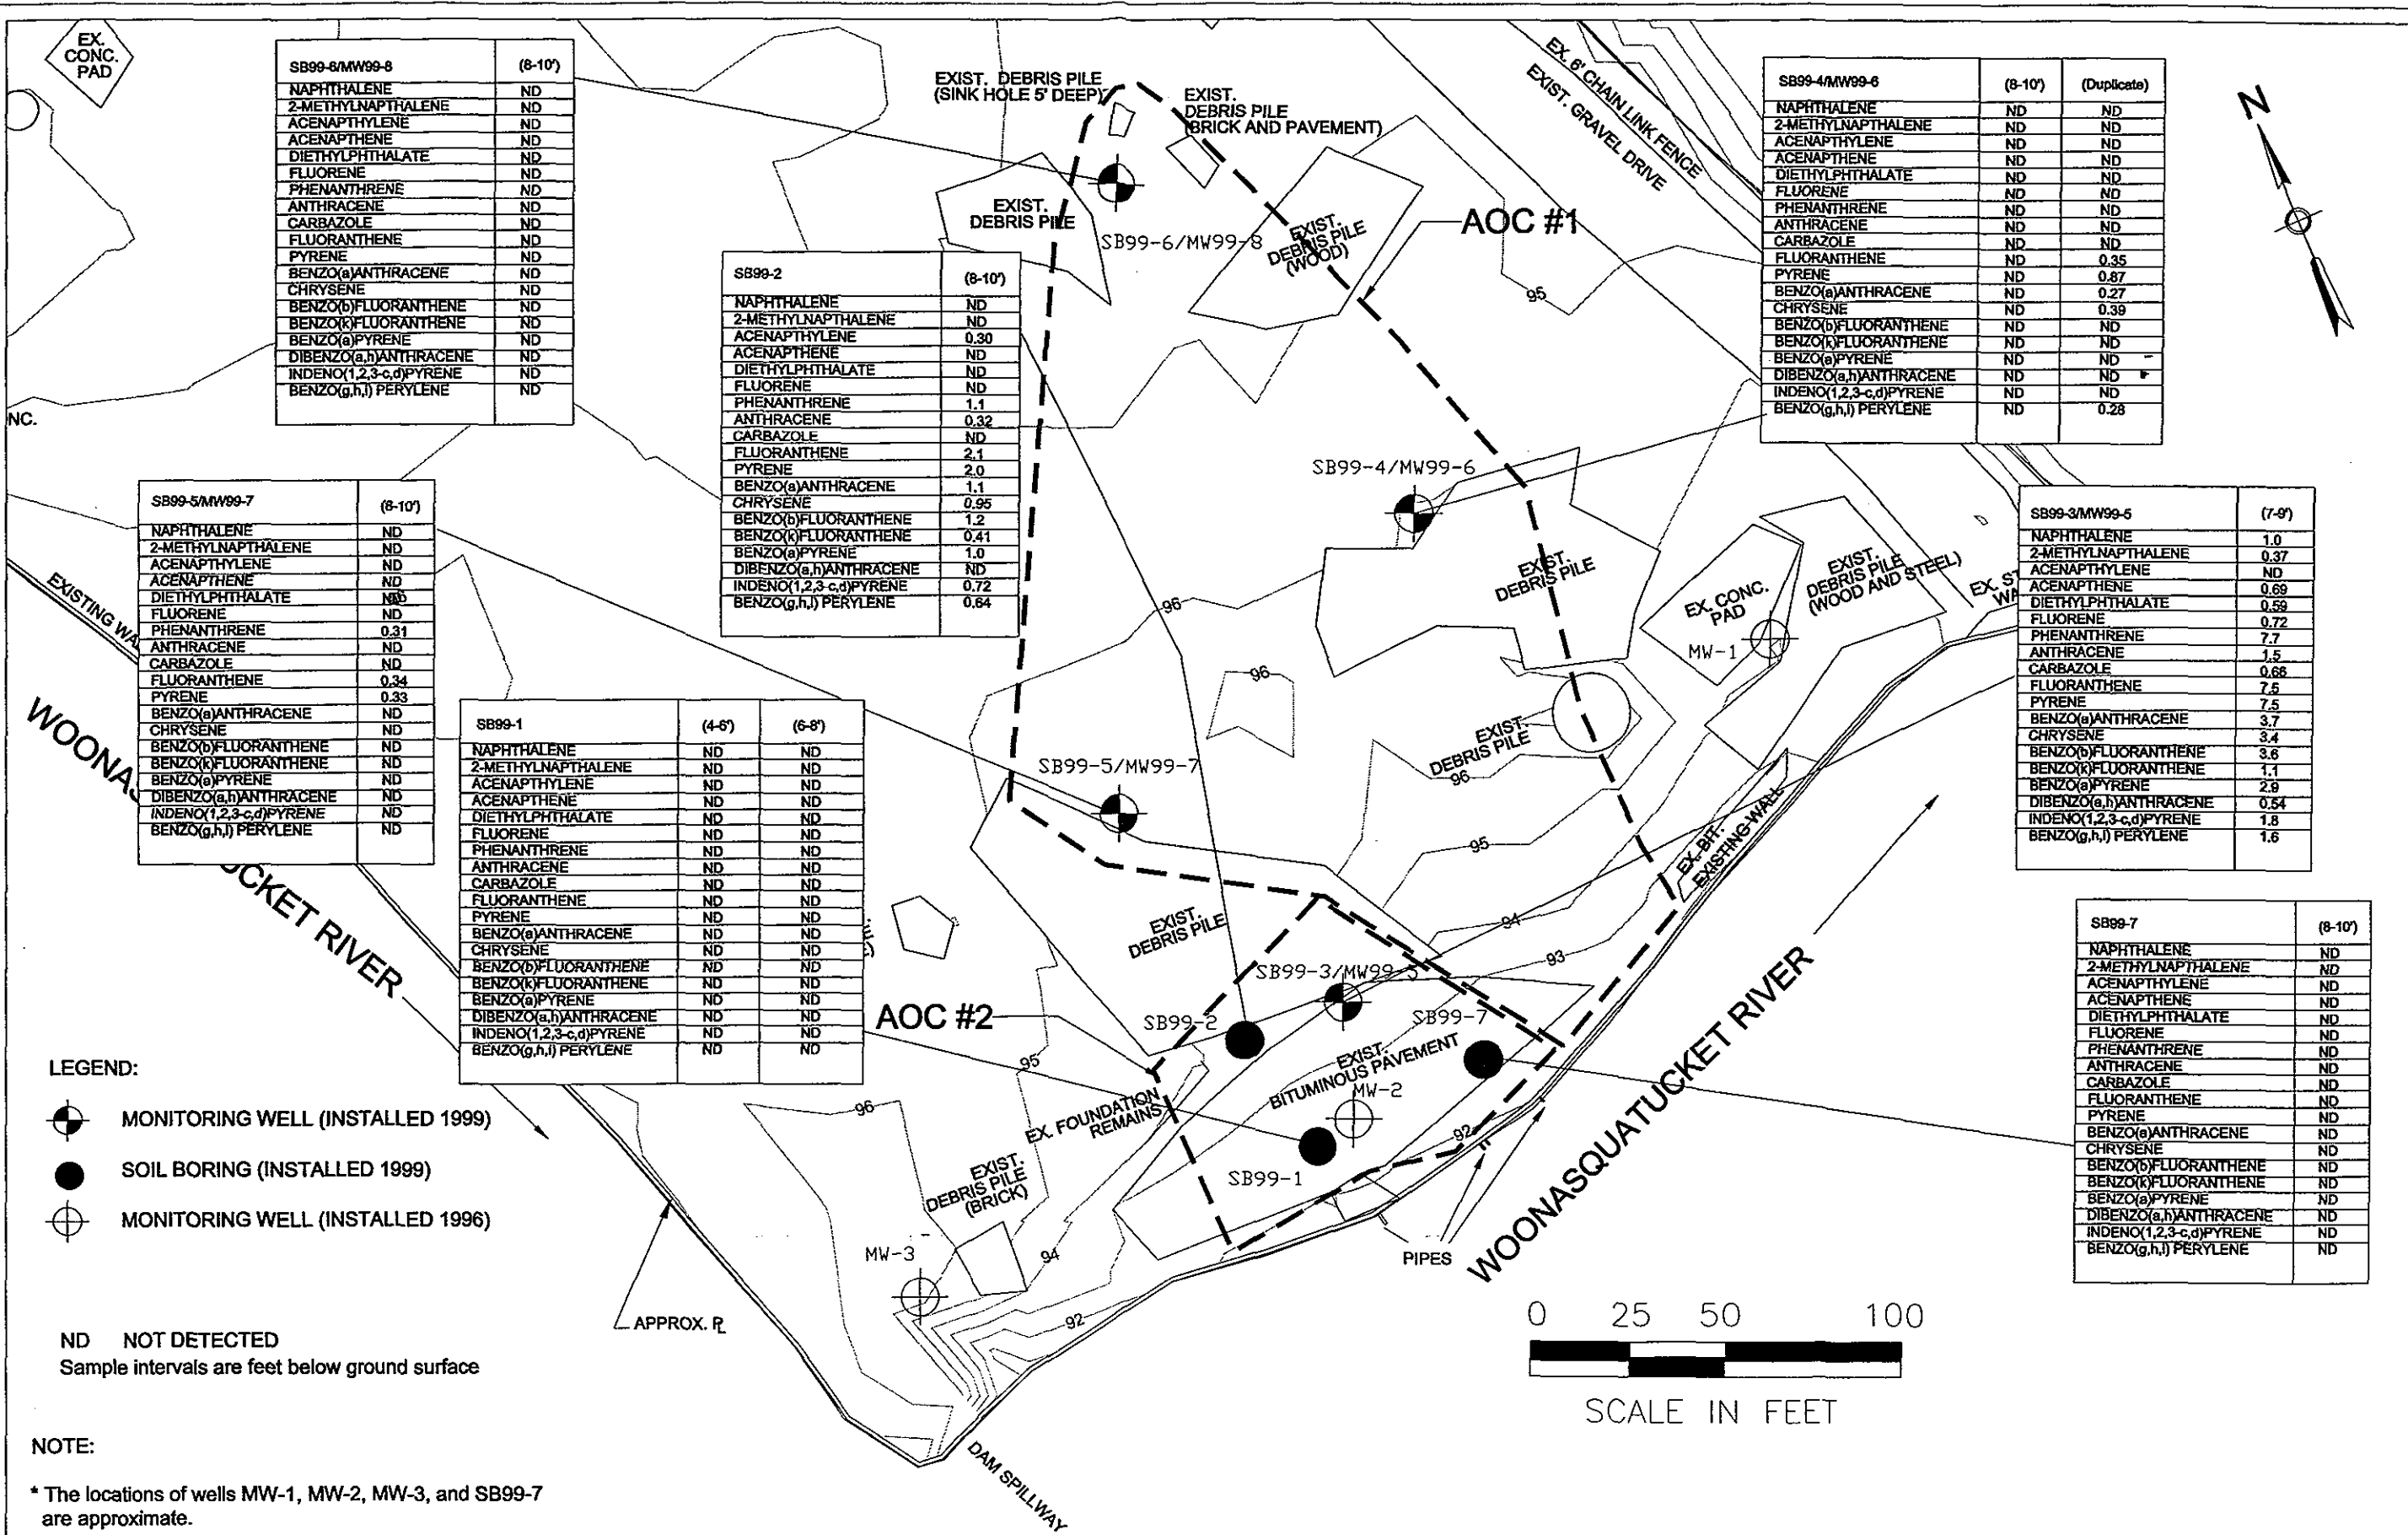 EX.
CONC.
PAD
SB99-6/MW99-8 (8-10')
NAPHTHALENE ND
2-METHYLNAPTHALENE ND
ACENAPTHYLENE ND
ACENAPTHENE ND
DIETHYLPHTHALATE ND
FLUORENE ND
PHENANTHRENE ND
ANTHRACENE ND
CARBAZOLE ND
FLUORANTHENE ND
PYRENE ND
BENZO(a)ANTHRACENE ND
CHRYSENE ND
BENZO(b)FLUORANTHENE ND
BENZO(k)FLUORANTHENE ND
BENZO(a)PYRENE ND
DIBENZO(a,h)ANTHRACENE ND
INDENO(1,2,3-c,d)PYRENE ND
BENZO(g,h,i) PERYLENE ND
EXIST. DEBRIS PILE
(SINK HOLE 5' DEEP)
EXIST.
DEBRIS PILE
(BRICK AND PAVEMENT)
EX. 6' CHAIN LINK FENCE
EXIST. GRAVEL DRIVE
SB99-4/MW99-6 (8-10') (Duplicate)
NAPHTHALENE ND ND
2-METHYLNAPTHALENE ND ND
ACENAPTHYLENE ND ND
ACENAPTHENE ND ND
DIETHYLPHTHALATE ND ND
FLUORENE ND ND
PHENANTHRENE ND ND
ANTHRACENE ND ND
CARBAZOLE ND ND
FLUORANTHENE ND 0.35
PYRENE ND 0.87
BENZO(a)ANTHRACENE ND 0.27
CHRYSENE ND 0.39
BENZO(b)FLUORANTHENE ND ND
BENZO(k)FLUORANTHENE ND ND
BENZO(a)PYRENE ND ND
DIBENZO(a,h)ANTHRACENE ND ND
INDENO(1,2,3-c,d)PYRENE ND ND
BENZO(g,h,i) PERYLENE ND 0.28
N
EXIST.
DEBRIS PILE
SB99-6/MW99-8
EXIST.
DEBRIS PILE
(WOOD)
AOC #1
95
SB99-2 (8-10')
NAPHTHALENE ND
2-METHYLNAPTHALENE ND
ACENAPTHYLENE 0.30
ACENAPTHENE ND
DIETHYLPHTHALATE ND
FLUORENE ND
PHENANTHRENE 1.1
ANTHRACENE 0.32
CARBAZOLE ND
FLUORANTHENE 2.1
PYRENE 2.0
BENZO(a)ANTHRACENE 1.1
CHRYSENE 0.95
BENZO(b)FLUORANTHENE 1.2
BENZO(k)FLUORANTHENE 0.41
BENZO(a)PYRENE 1.0
DIBENZO(a,h)ANTHRACENE ND
INDENO(1,2,3-c,d)PYRENE 0.72
BENZO(g,h,i) PERYLENE 0.64
NC.
SB99-4/MW99-6
EXIST.
DEBRIS PILE
96
SB99-5/MW99-7 (8-10')
NAPHTHALENE ND
2-METHYLNAPTHALENE ND
ACENAPTHYLENE ND
ACENAPTHENE ND
DIETHYLPHTHALATE ND
FLUORENE ND
PHENANTHRENE 0.31
ANTHRACENE ND
CARBAZOLE ND
FLUORANTHENE 0.34
PYRENE 0.33
BENZO(a)ANTHRACENE ND
CHRYSENE ND
BENZO(b)FLUORANTHENE ND
BENZO(k)FLUORANTHENE ND
BENZO(a)PYRENE ND
DIBENZO(a,h)ANTHRACENE ND
INDENO(1,2,3-c,d)PYRENE ND
BENZO(g,h,i) PERYLENE ND
EXISTING WA
WOONAS
UCKET RIVER
EX. CONC.
PAD
EXIST.
DEBRIS PILE
(WOOD AND STEEL)
MW-1
EX. ST
WA
SB99-3/MW99-5 (7-9')
NAPHTHALENE 1.0
2-METHYLNAPTHALENE 0.37
ACENAPTHYLENE ND
ACENAPTHENE 0.69
DIETHYLPHTHALATE 0.59
FLUORENE 0.72
PHENANTHRENE 7.7
ANTHRACENE 1.5
CARBAZOLE 0.66
FLUORANTHENE 7.5
PYRENE 7.5
BENZO(a)ANTHRACENE 3.7
CHRYSENE 3.4
BENZO(b)FLUORANTHENE 3.6
BENZO(k)FLUORANTHENE 1.1
BENZO(a)PYRENE 2.9
DIBENZO(a,h)ANTHRACENE 0.54
INDENO(1,2,3-c,d)PYRENE 1.8
BENZO(g,h,i) PERYLENE 1.6
96
SB99-5/MW99-7
EXIST.
DEBRIS PILE
96
95
EX. BIT.
EXISTING WALL
SB99-1 (4-6') (6-8')
NAPHTHALENE ND ND
2-METHYLNAPTHALENE ND ND
ACENAPTHYLENE ND ND
ACENAPTHENE ND ND
DIETHYLPHTHALATE ND ND
FLUORENE ND ND
PHENANTHRENE ND ND
ANTHRACENE ND ND
CARBAZOLE ND ND
FLUORANTHENE ND ND
PYRENE ND ND
BENZO(a)ANTHRACENE ND ND
CHRYSENE ND ND
BENZO(b)FLUORANTHENE ND ND
BENZO(k)FLUORANTHENE ND ND
BENZO(a)PYRENE ND ND
DIBENZO(a,h)ANTHRACENE ND ND
INDENO(1,2,3-c,d)PYRENE ND ND
BENZO(g,h,i) PERYLENE ND ND
EXIST.
DEBRIS PILE
94
93
SB99-3/MW99-5
AOC #2
SB99-2
SB99-7
EXIST.
BITUMINOUS PAVEMENT
MW-2
WOONASQUATUCKET RIVER
SB99-7 (8-10')
NAPHTHALENE ND
2-METHYLNAPTHALENE ND
ACENAPTHYLENE ND
ACENAPTHENE ND
DIETHYLPHTHALATE ND
FLUORENE ND
PHENANTHRENE ND
ANTHRACENE ND
CARBAZOLE ND
FLUORANTHENE ND
PYRENE ND
BENZO(a)ANTHRACENE ND
CHRYSENE ND
BENZO(b)FLUORANTHENE ND
BENZO(k)FLUORANTHENE ND
BENZO(a)PYRENE ND
DIBENZO(a,h)ANTHRACENE ND
INDENO(1,2,3-c,d)PYRENE ND
BENZO(g,h,i) PERYLENE ND
95
96
EX. FOUNDATION
REMAINS
92
SB99-1
EXIST.
DEBRIS PILE
(BRICK)
MW-3
94
92
PIPES
APPROX. PL
DAM SPILLWAY
LEGEND:
MONITORING WELL (INSTALLED 1999)
SOIL BORING (INSTALLED 1999)
MONITORING WELL (INSTALLED 1996)
ND NOT DETECTED
Sample intervals are feet below ground surface
0 25 50 100
SCALE IN FEET
NOTE:
* The locations of wells MW-1, MW-2, MW-3, and SB99-7
are approximate.